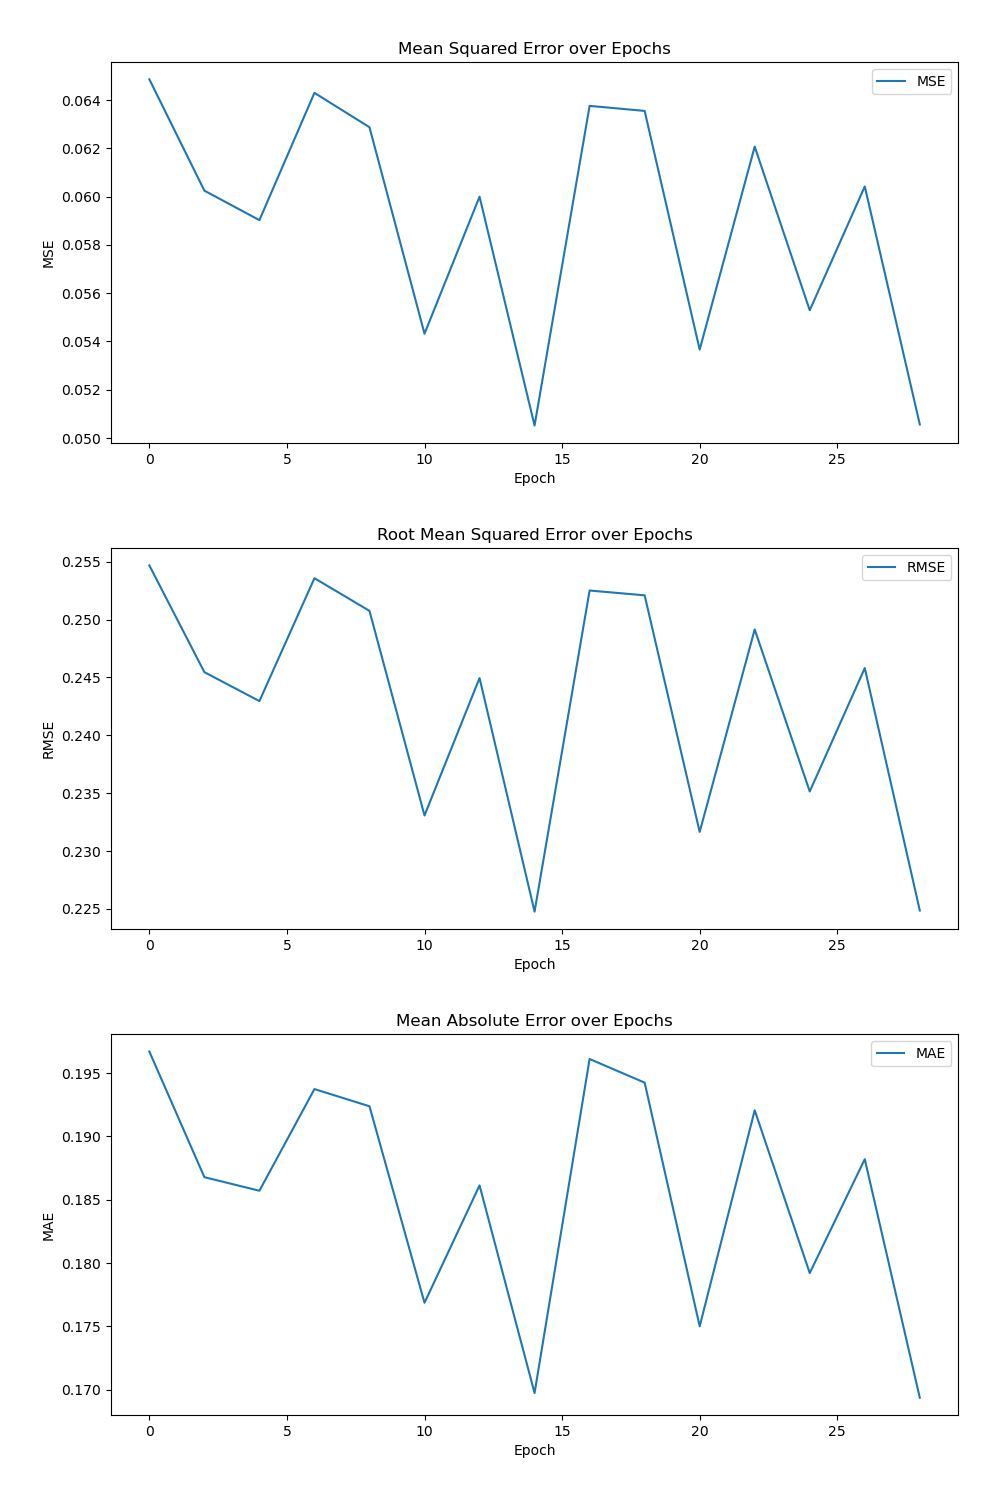 Mean Squared Error over Epochs
MSE
0.064
0.062
0.060
0.058
0.056
0.054
0.052
0.050
MSE
0 5 10 15 20 25
Epoch
Root Mean Squared Error over Epochs
RMSE
0.255
0.250
0.245
0.240
0.235
0.230
0.225
RMSE
0 5 10 15 20 25
Epoch
Mean Absolute Error over Epochs
MAE
0.195
0.190
0.185
0.180
0.175
0.170
MAE
0 5 10 15 20 25
Epoch